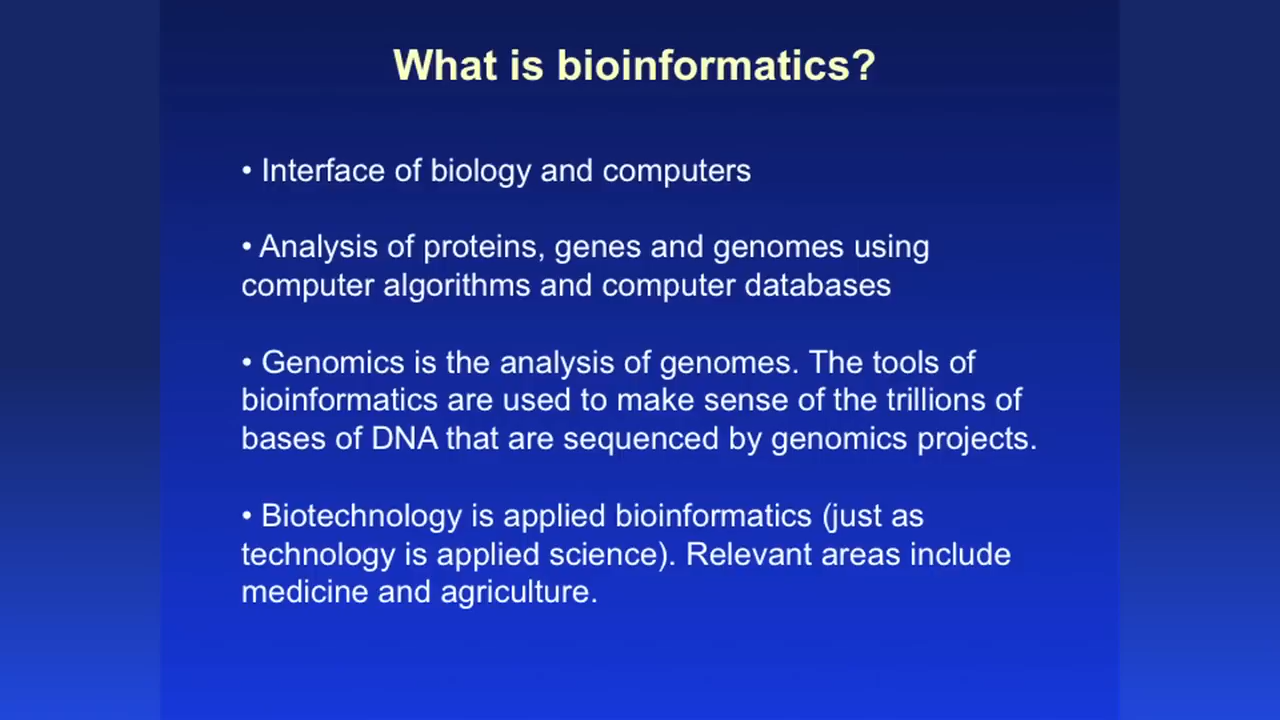 What is bioinformatics?
• Interface of biology and computers
• Analysis of proteins, genes and genomes using
computer algorithms and computer databases
• Genomics is the analysis of genomes. The tools of
bioinformatics are used to make sense of the trillions of
bases of DNA that are sequenced by genomics projects.
• Biotechnology is applied bioinformatics (just as
technology is applied science). Relevant areas include
medicine and agriculture.